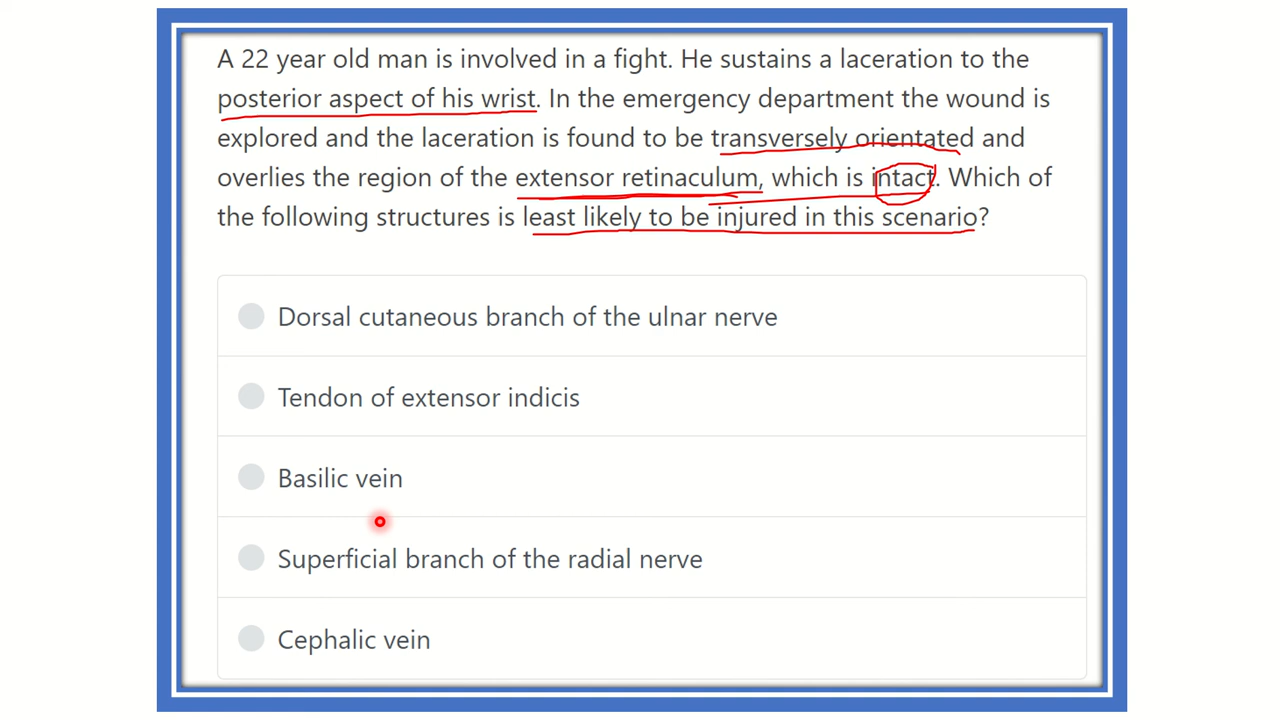 A 22 year old man is involved in a fight. He sustains a laceration to the
posterior aspect of his wrist. In the emergency department the wound is
explored and the laceration is found to be transversely orientated and
overlies the region of the extensor retinaculum, which is intact. Which of
the following structures is least likely to be injured in this scenario?
Dorsal cutaneous branch of the ulnar nerve
Tendon of extensor indicis
Basilic vein
Superficial branch of the radial nerve
Cephalic vein